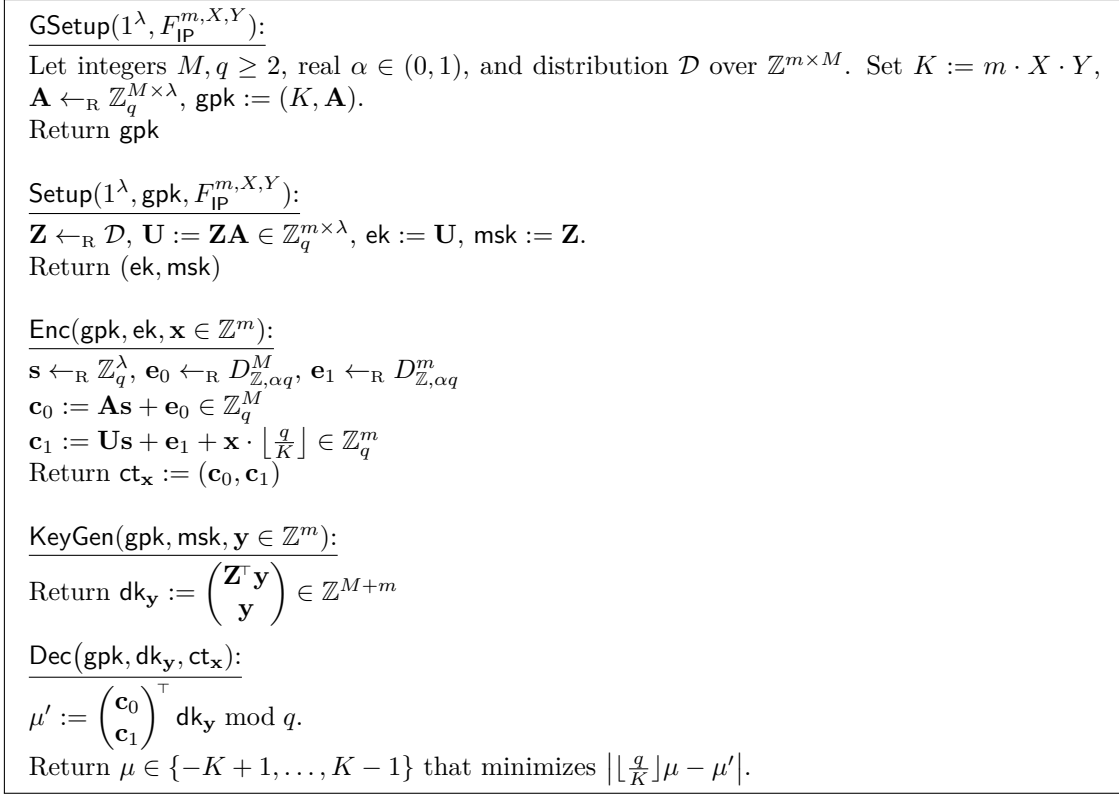 GSetup(1^λ, F_IP^{m,X,Y}):
Let integers M, q ≥ 2, real α ∈ (0, 1), and distribution 𝒟 over ℤ^{m×M}. Set K := m · X · Y,
𝐀 ←_R ℤ_q^{M×λ}, gpk := (K, 𝐀).
Return gpk
Setup(1^λ, gpk, F_IP^{m,X,Y}):
𝐙 ←_R 𝒟, 𝐔 := 𝐙𝐀 ∈ ℤ_q^{m×λ}, ek := 𝐔, msk := 𝐙.
Return (ek, msk)
Enc(gpk, ek, 𝐱 ∈ ℤ^m):
𝐬 ←_R ℤ_q^λ, 𝐞_0 ←_R D_{ℤ,αq}^M, 𝐞_1 ←_R D_{ℤ,αq}^m
𝐜_0 := 𝐀𝐬 + 𝐞_0 ∈ ℤ_q^M
𝐜_1 := 𝐔𝐬 + 𝐞_1 + 𝐱 · ⌊q/K⌋ ∈ ℤ_q^m
Return ct_𝐱 := (𝐜_0, 𝐜_1)
KeyGen(gpk, msk, 𝐲 ∈ ℤ^m):
Return dk_𝐲 := (𝐙^⊤𝐲 / 𝐲) ∈ ℤ^{M+m}
Dec(gpk, dk_𝐲, ct_𝐱):
μ′ := (𝐜_0 / 𝐜_1)^⊤ dk_𝐲 mod q.
Return μ ∈ {−K + 1, . . . , K − 1} that minimizes |⌊q/K⌋μ − μ′|.